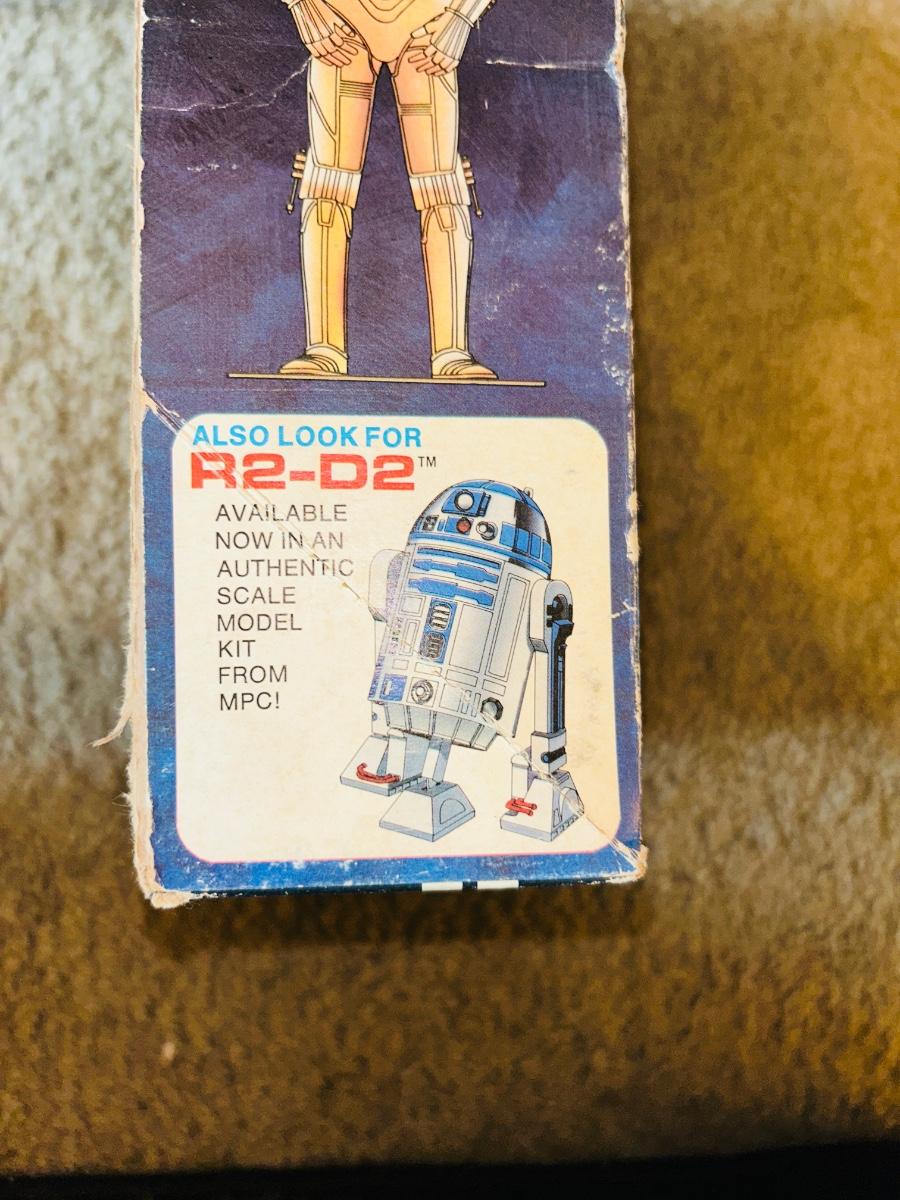 ALSO LOOK FOR
R2-D2™
AVAILABLE
NOW IN AN
AUTHENTIC
SCALE
MODEL
KIT
FROM
MPC!